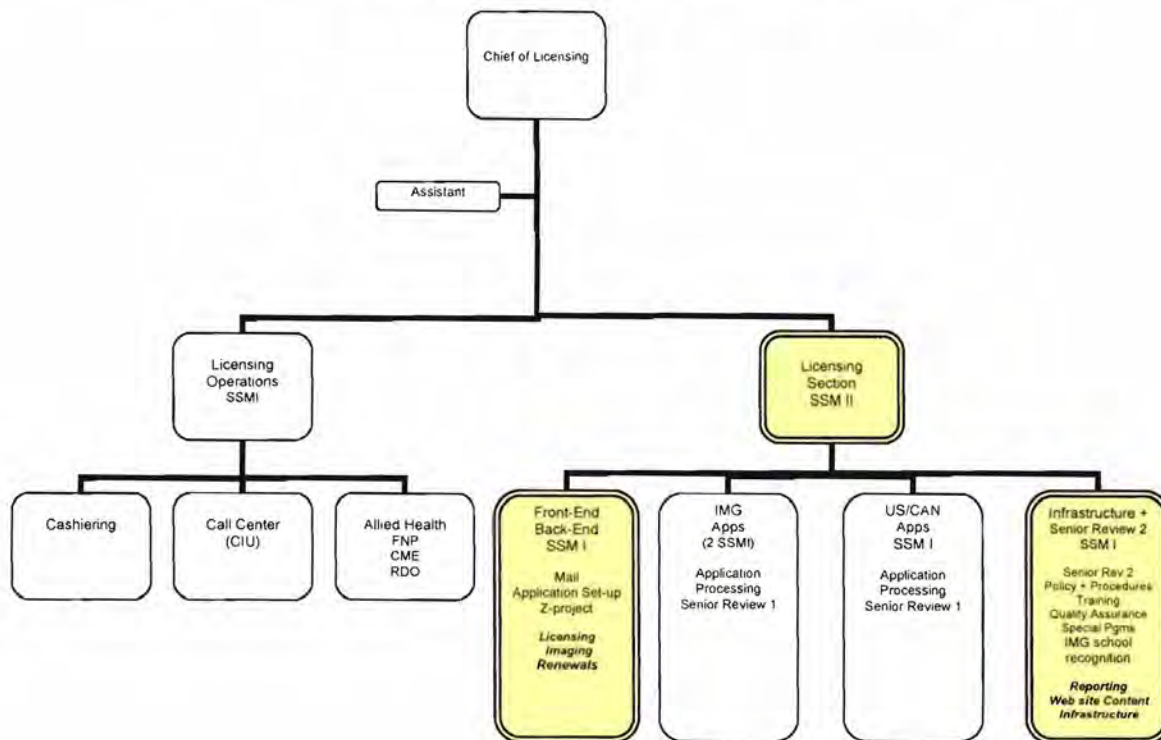 Chief of Licensing
Assistant
Licensing
Operations
SSMI
Licensing
Section
SSM II
Cashiering
Call Center
(CIU)
Allied Health
FNP
CME
RDO
Front-End
Back-End
SSM I
Mail
Application Set-up
Z-project
Licensing
Imaging
Renewals
IMG
Apps
(2 SSMI)
Application
Processing
Senior Review 1
US/CAN
Apps
SSM I
Application
Processing
Senior Review 1
Infrastructure +
Senior Review 2
SSM I
Senior Rev 2
Policy + Procedures
Training
Quality Assurance
Special Pgms
IMG school
recognition
Reporting
Web site Content
Infrastructure